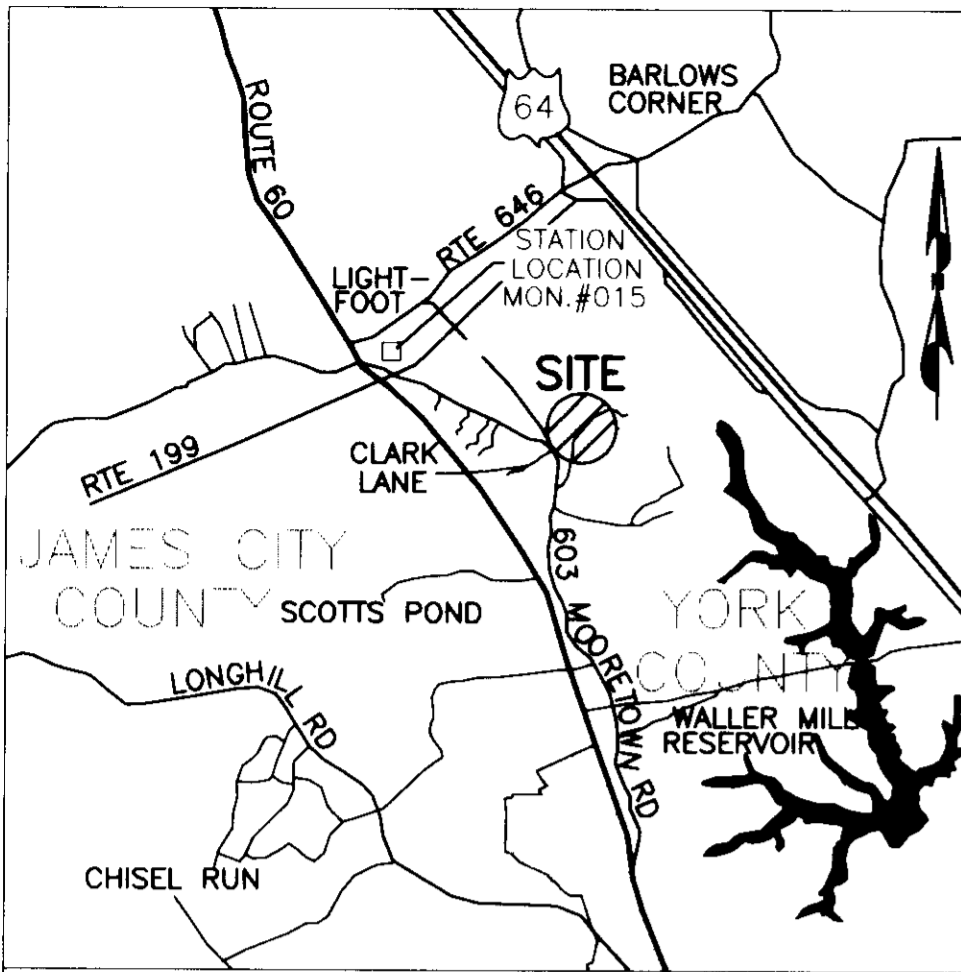 BARLOWS
CORNER
64
ROUTE 60
RTE 646
STATION
LOCATION
MON.#015
LIGHT-
FOOT
SITE
CLARK
LANE
RTE 199
JAMES CITY
COUNTY
SCOTTS POND
603 MOORETOWN RD
YORK
COUNTY
LONGHILL RD
WALLER MILL
RESERVOIR
CHISEL RUN